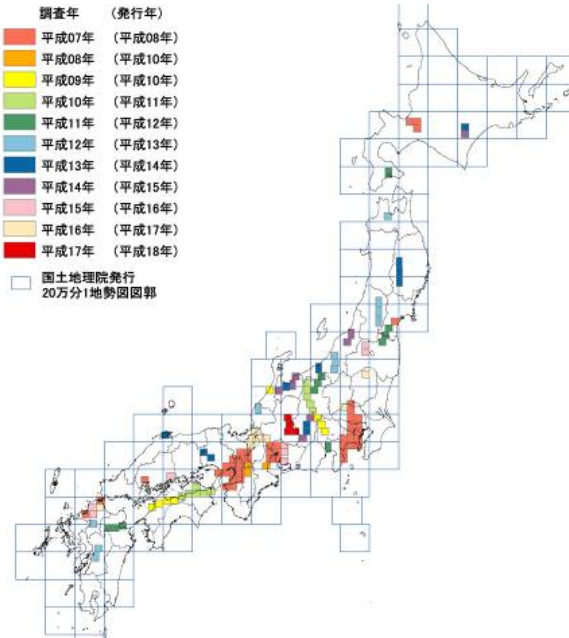 調査年 (発行年)
平成07年 (平成08年)
平成08年 (平成10年)
平成09年 (平成10年)
平成10年 (平成11年)
平成11年 (平成12年)
平成12年 (平成13年)
平成13年 (平成14年)
平成14年 (平成15年)
平成15年 (平成16年)
平成16年 (平成17年)
平成17年 (平成18年)
国土地理院発行
20万分1地勢図図郭